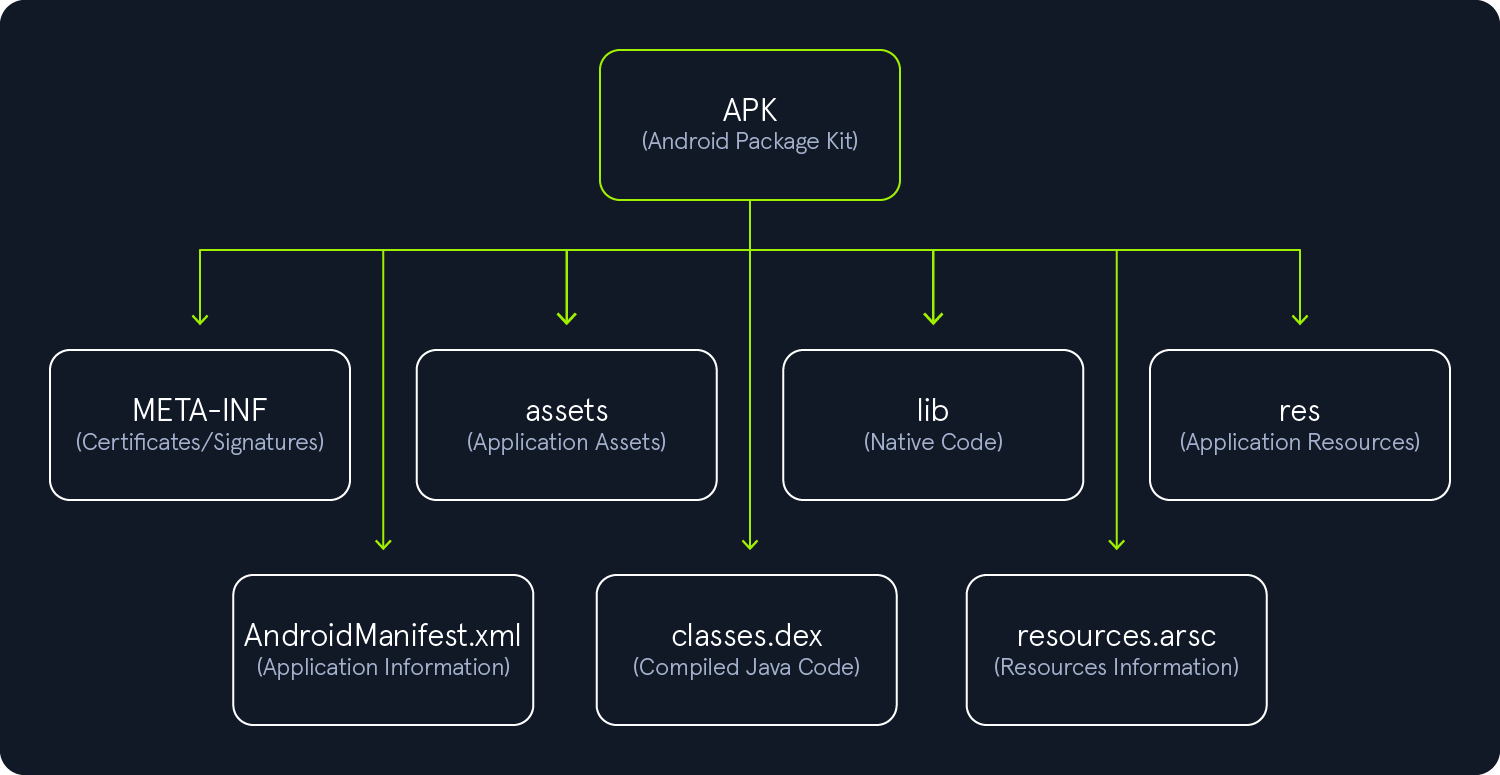 APK
(Android Package Kit)
META-INF
(Certificates/Signatures)
assets
(Application Assets)
lib
(Native Code)
res
(Application Resources)
AndroidManifest.xml
(Application Information)
classes.dex
(Compiled Java Code)
resources.arsc
(Resources Information)